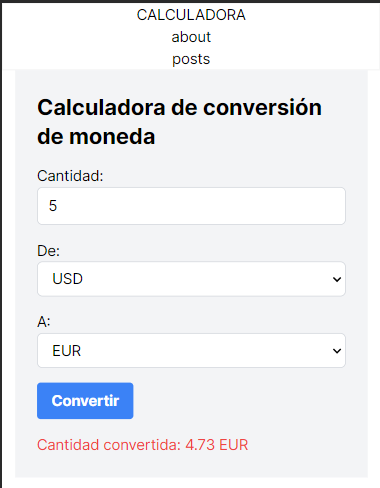 CALCULADORA
about
posts
Calculadora de conversión
de moneda
Cantidad:
5
De:
USD
A:
EUR
Convertir
Cantidad convertida: 4.73 EUR